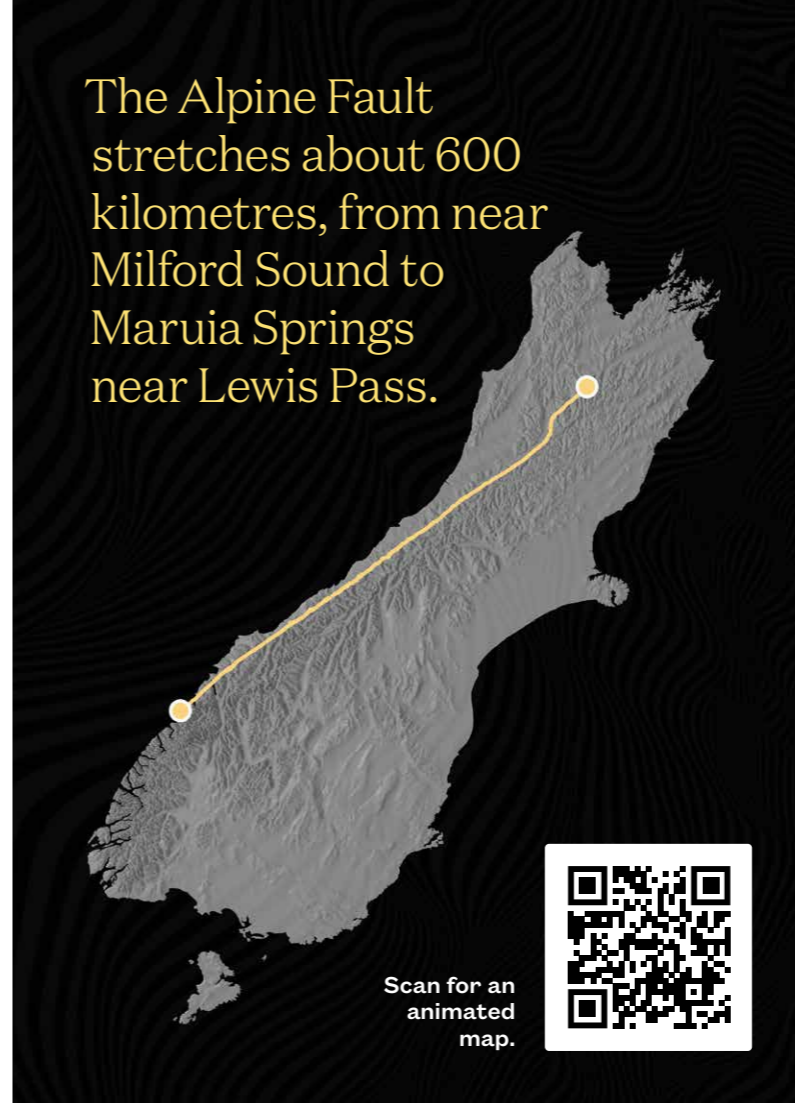 The Alpine Fault
stretches about 600
kilometres, from near
Milford Sound to
Maruia Springs
near Lewis Pass.
Scan for an
animated
map.